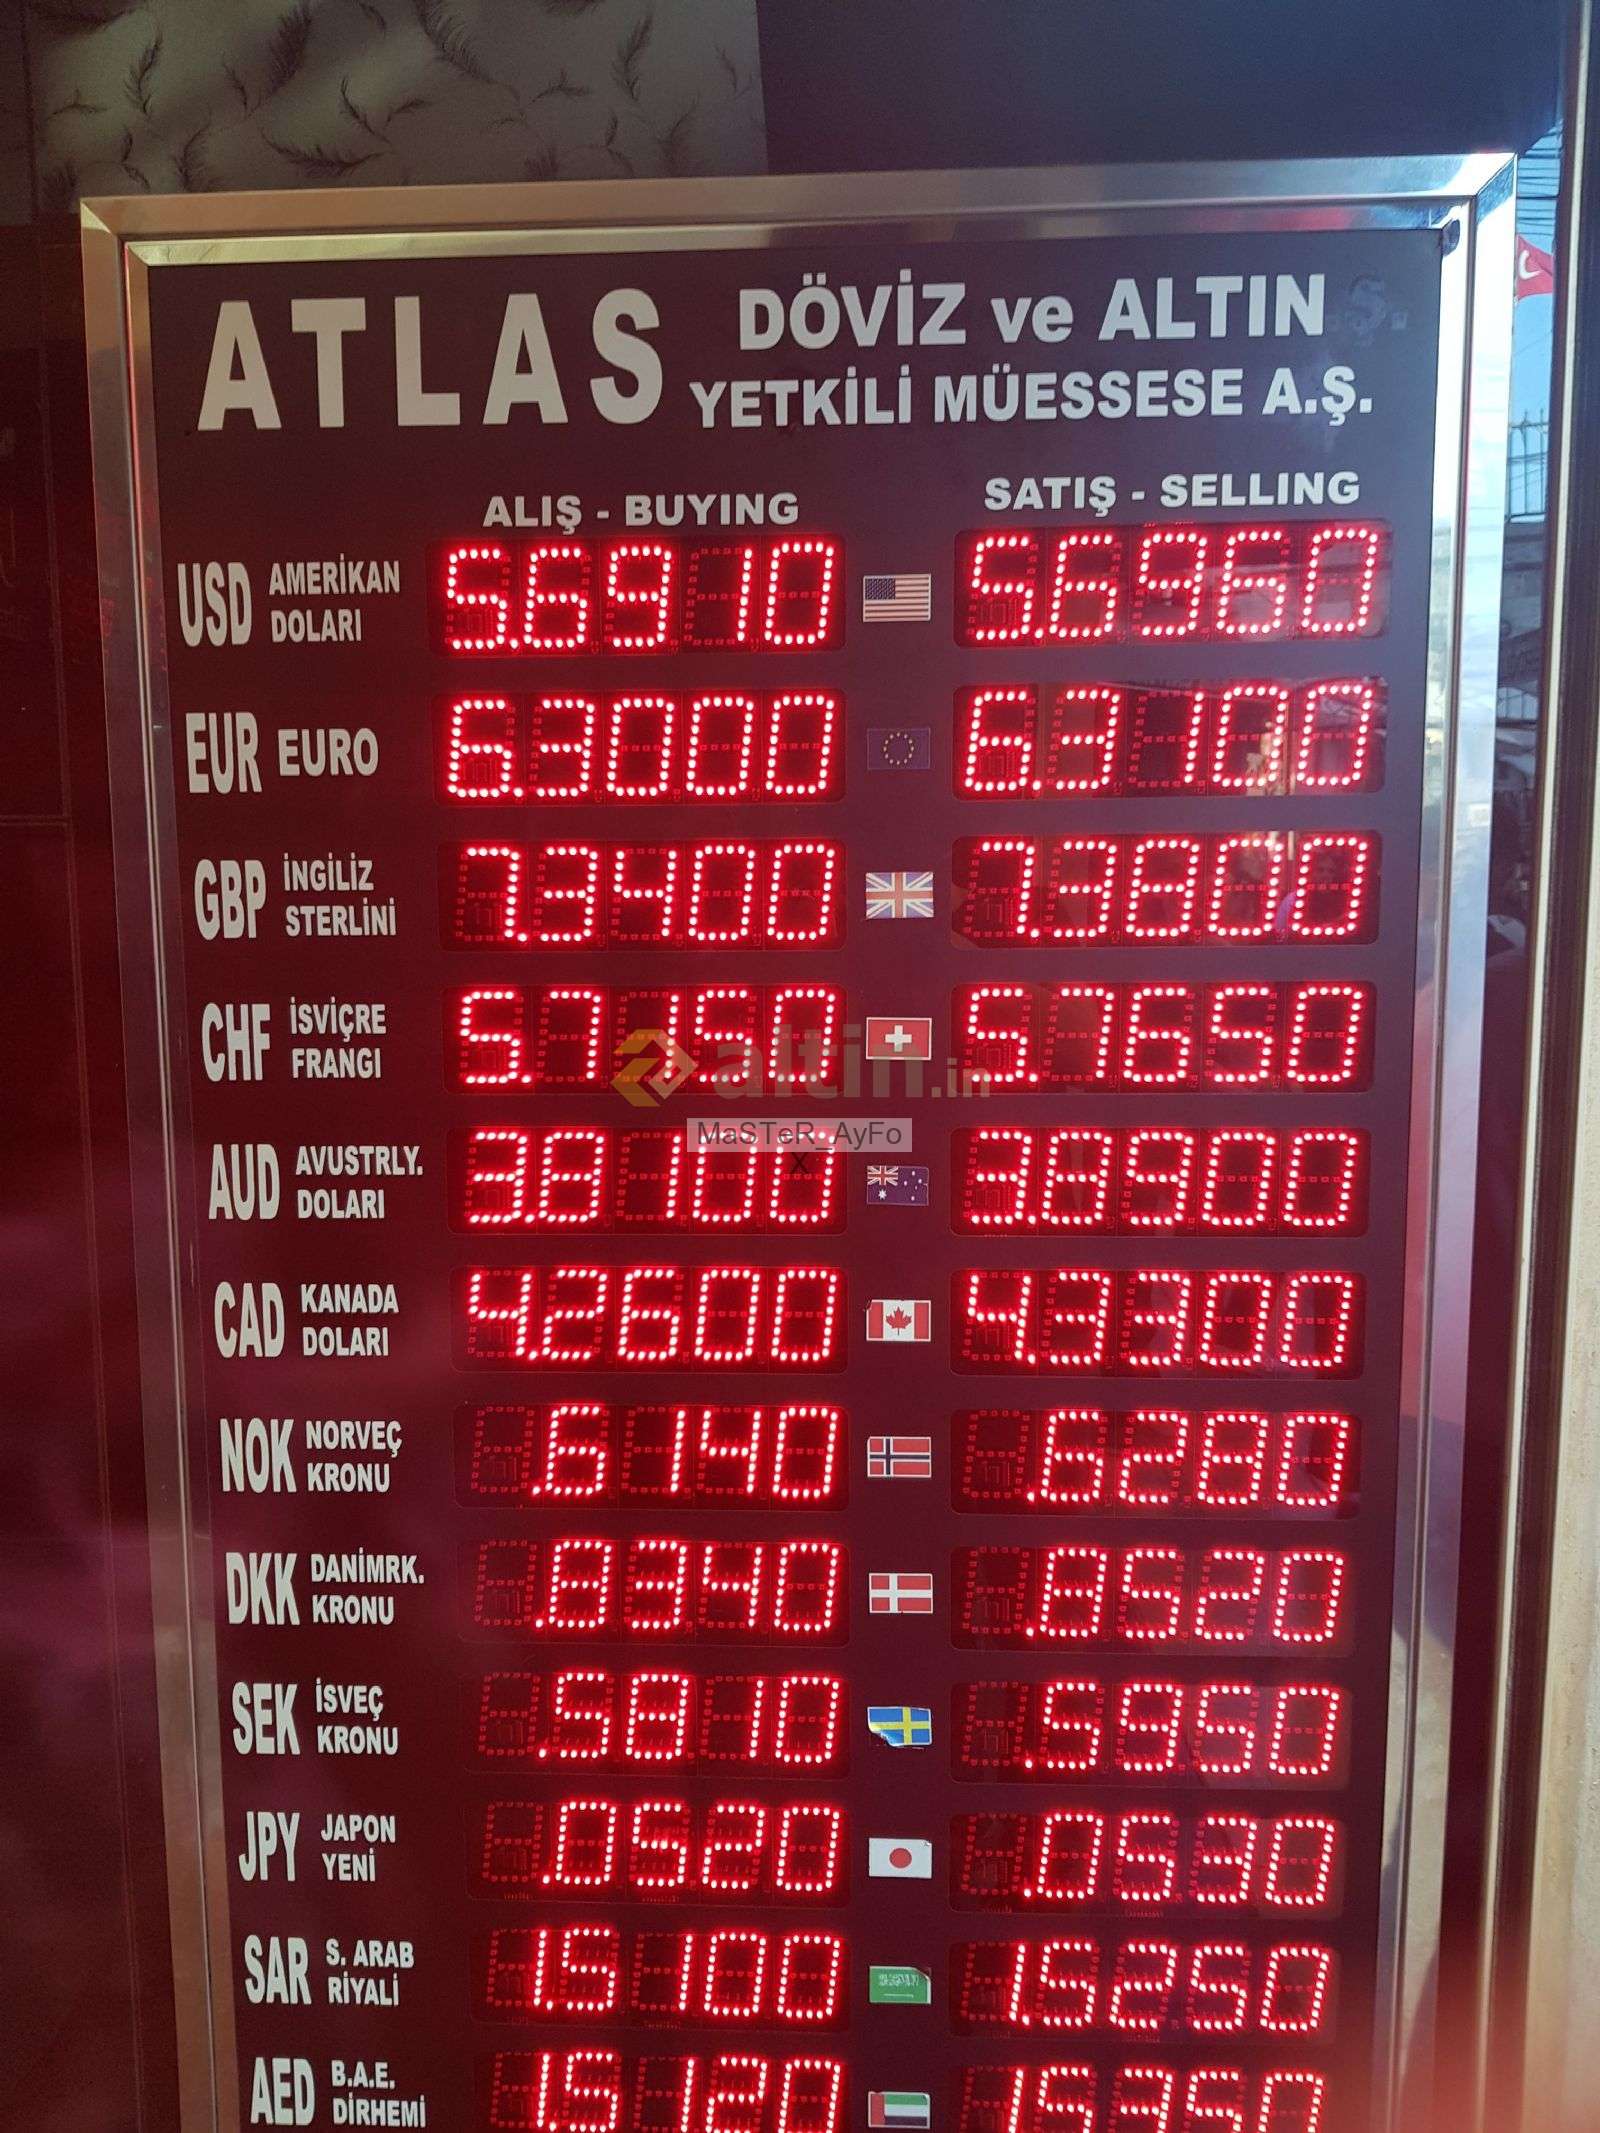 ATLAS DÖVİZ ve ALTIN
YETKİLİ MÜESSESE A.Ş.
ALIŞ - BUYING SATIŞ - SELLING
USD AMERİKAN DOLARI 5.6910 5.6960
EUR EURO 6.3000 6.3100
GBP İNGİLİZ STERLİNİ 7.3400 7.3800
CHF İSVİÇRE FRANGI 5.7150 5.7650
altin.in
MaSTeR_AyFo
X
AUD AVUSTRLY. DOLARI 3.8100 3.8900
CAD KANADA DOLARI 4.2600 4.3300
NOK NORVEÇ KRONU .6140 .6280
DKK DANİMRK. KRONU .8340 .8520
SEK İSVEÇ KRONU .5810 .5950
JPY JAPON YENİ .0520 .0530
SAR S. ARAB RİYALİ 1.5100 1.5250
AED B.A.E. DİRHEMİ 1.5120 1.5350